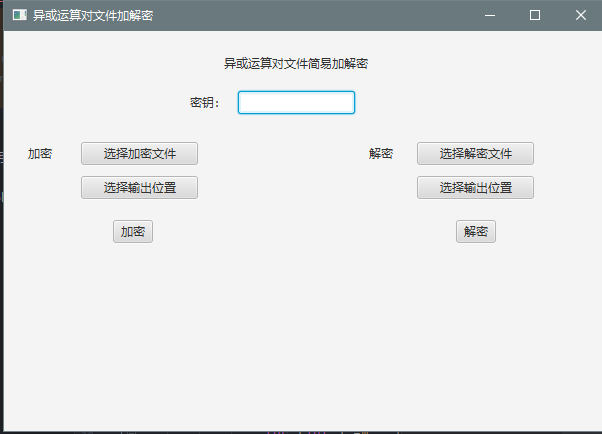 异或运算对文件加解密
异或运算对文件简易加解密
密钥:
加密 选择加密文件 解密 选择解密文件
选择输出位置 选择输出位置
加密 解密